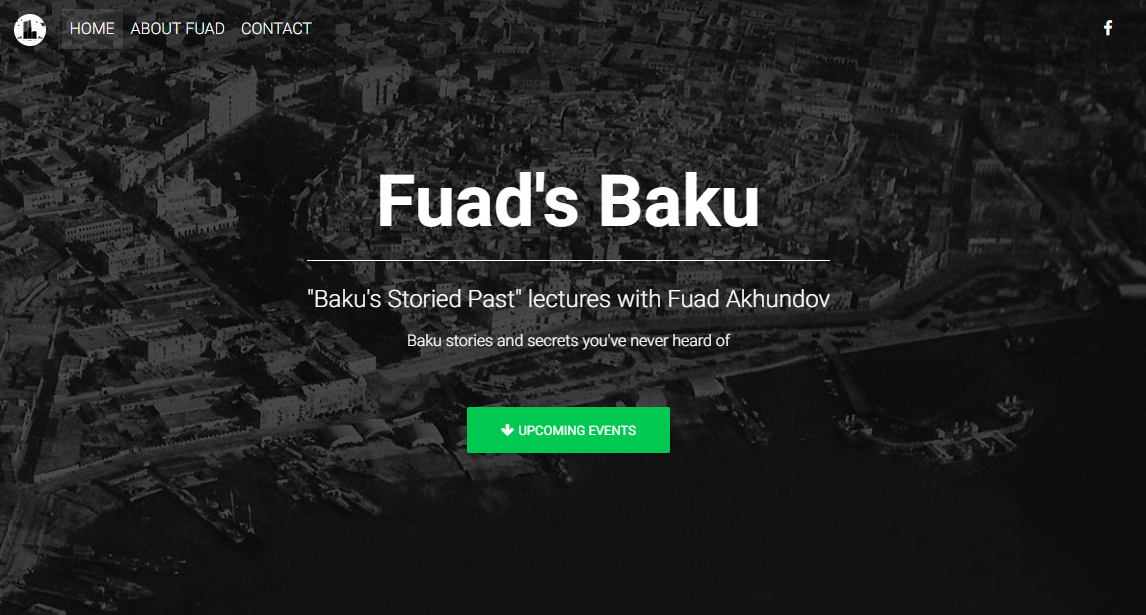 HOME ABOUT FUAD CONTACT
Fuad's Baku
"Baku's Storied Past" lectures with Fuad Akhundov
Baku stories and secrets you've never heard of
UPCOMING EVENTS